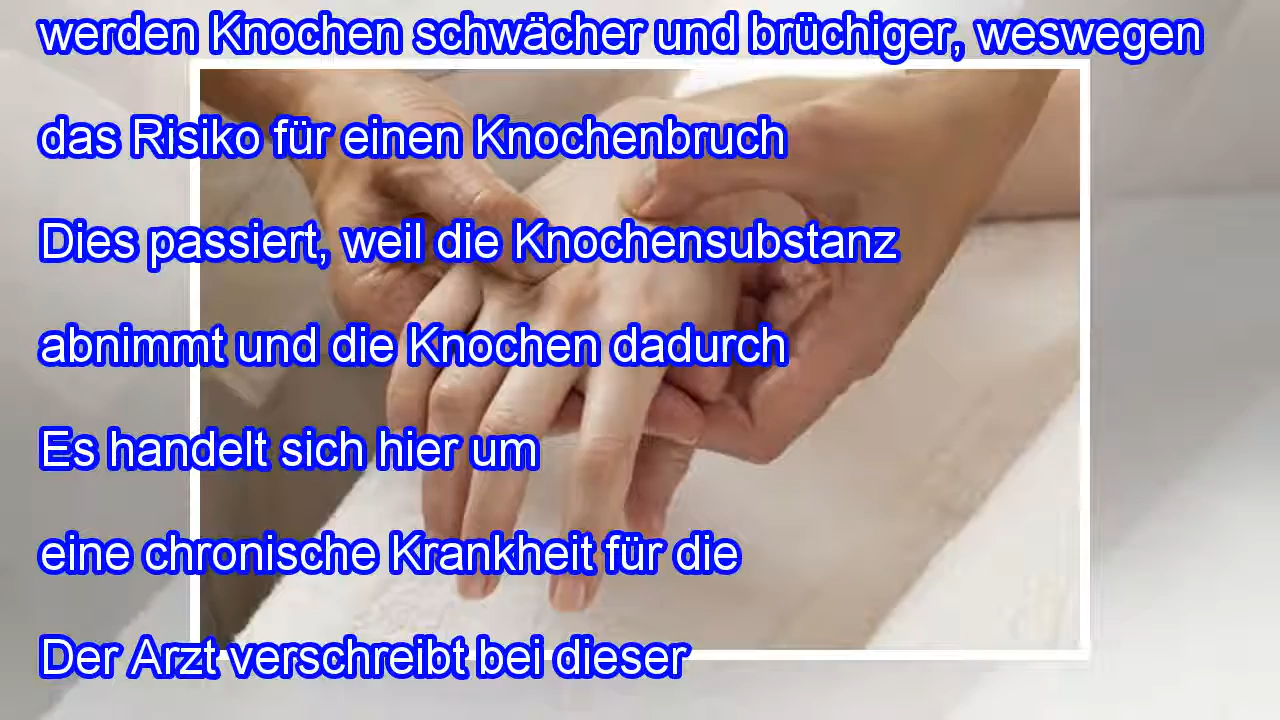 werden Knochen schwächer und brüchiger, weswegen
das Risiko für einen Knochenbruch
Dies passiert, weil die Knochensubstanz
abnimmt und die Knochen dadurch
Es handelt sich hier um
eine chronische Krankheit für die
Der Arzt verschreibt bei dieser